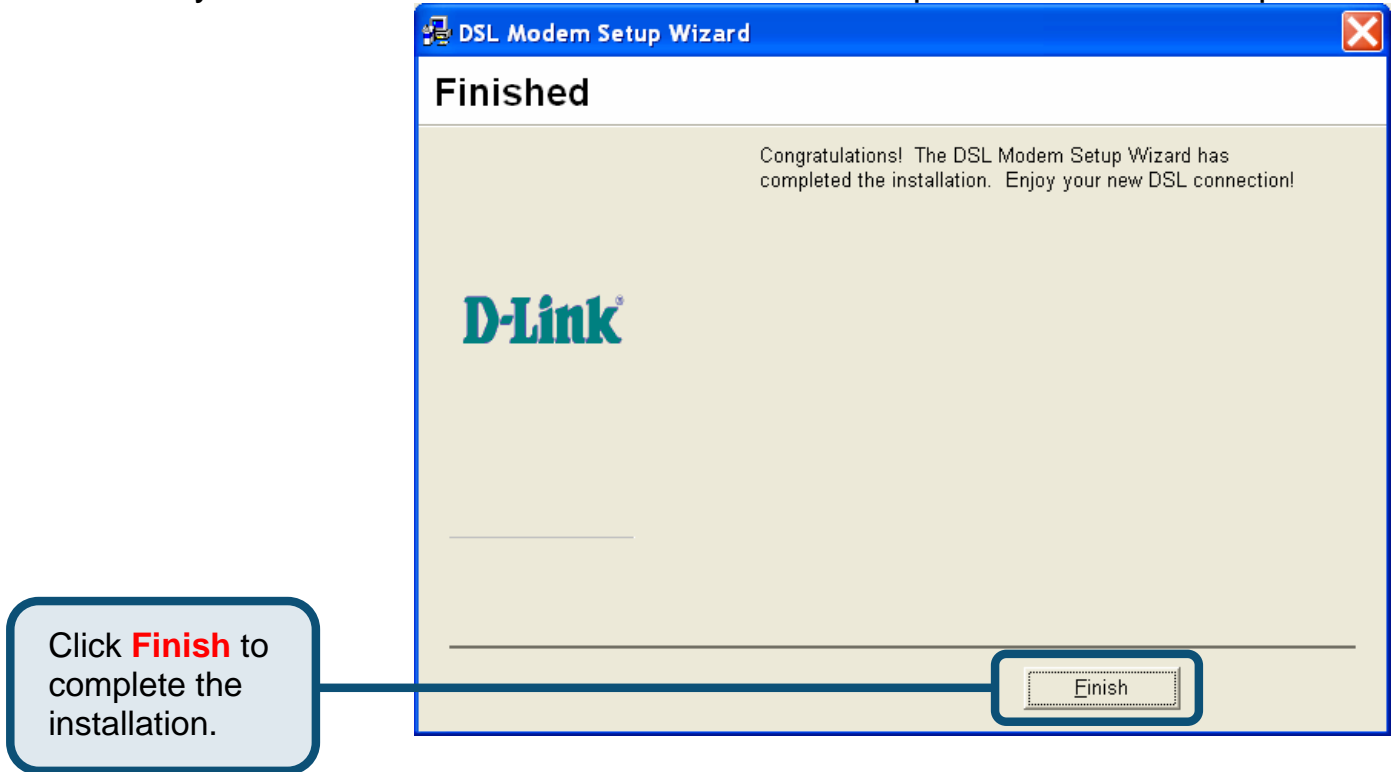 DSL Modem Setup Wizard
Finished
Congratulations! The DSL Modem Setup Wizard has
completed the installation. Enjoy your new DSL connection!
D-Link®
Click Finish to
complete the
installation.
Finish